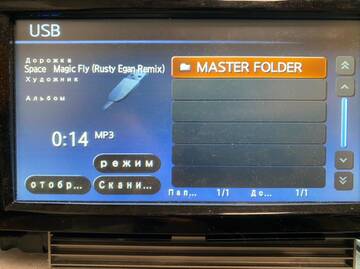 USB
Дорожка
Space Magic Fly (Rusty Egan Remix)
Художник
Альбом
0:14 MP3
режим
отобр... Скани...
MASTER FOLDER
Пап,.. 1/1 До... 1/1